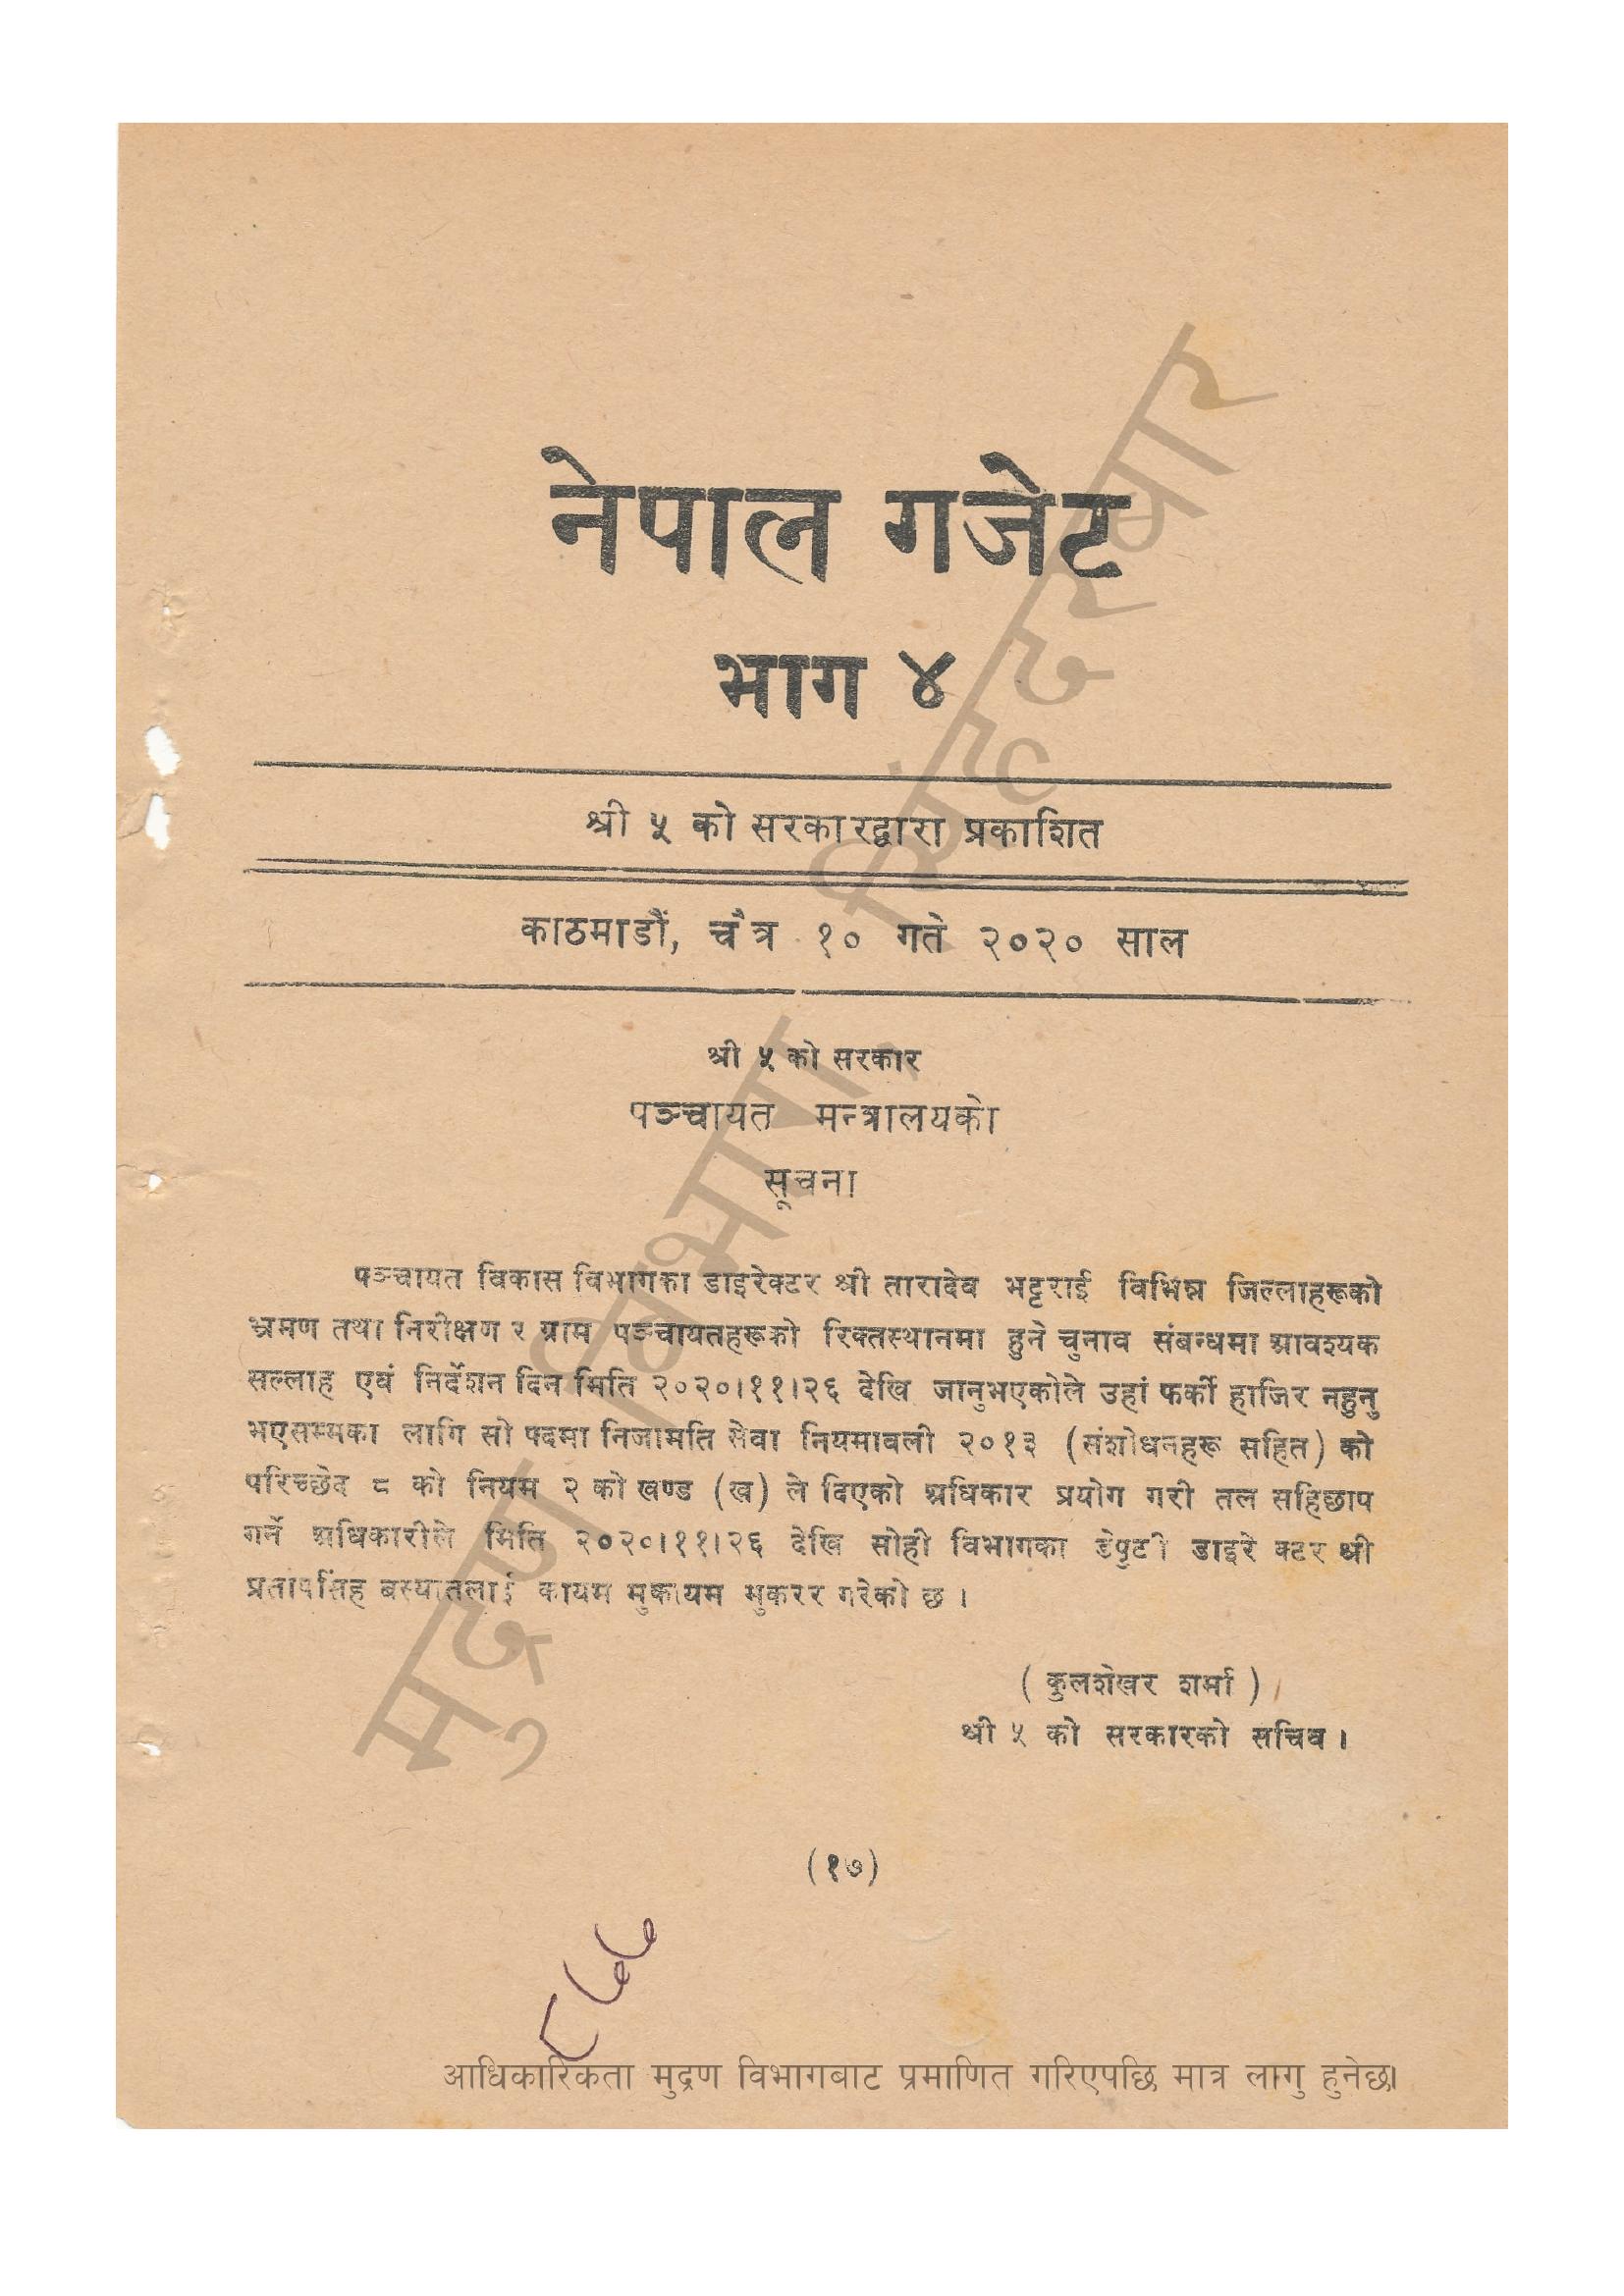 नेपाल गजेट
भाग ४
श्री ५ को सरकारद्वारा प्रकाशित
काठमाडौं, चैत्र १० गते २०२० साल
श्री ५ को सरकार
पञ्चायत मन्त्रालयको
सूचना
पञ्चायत विकास विभागका डाइरेक्टर श्री तारादेव भट्टराई विभिन्न जिल्लाहरूको
भ्रमण तथा निरीक्षण र ग्राम पञ्चायतहरूको रिक्तस्थानमा हुने चुनाव संबन्धमा आवश्यक
सल्लाह एवं निर्देशन दिन मिति २०२०।११।२६ देखि जानुभएकोले उहां फर्की हाजिर नहुनु
भएसम्मका लागि सो पदमा निजामति सेवा नियमावली २०१३ (संशोधनहरू सहित) को
परिच्छेद ८ को नियम २ को खण्ड (ख) ले दिएको अधिकार प्रयोग गरी तल सहिछाप
गर्ने अधिकारीले मिति २०२०।११।२६ देखि सोही विभागका डेपुटी डाइरेक्टर श्री
प्रतापसिंह बस्यातलाई कायम मुकायम मुकरर गरेको छ ।
( कुलशेखर शर्मा )
श्री ५ को सरकारको सचिव ।
(१७)
मुद्रण विभाग, सिंहदरबार
आधिकारिकता मुद्रण विभागबाट प्रमाणित गरिएपछि मात्र लागु हुनेछ।